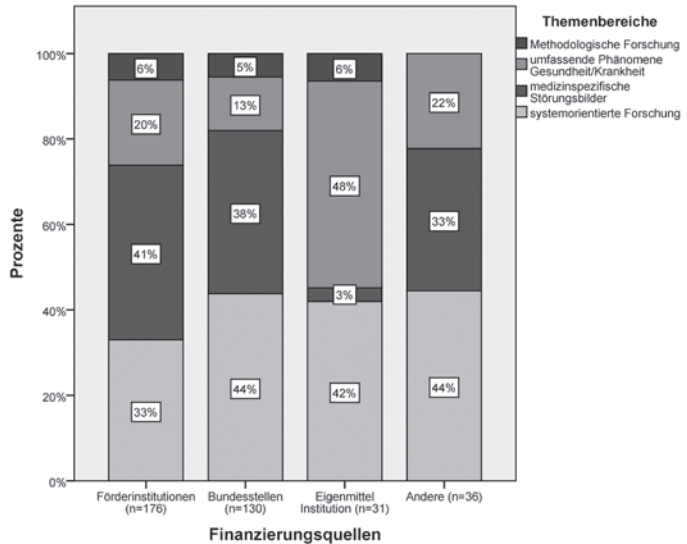 Themenbereiche
Methodologische Forschung
umfassende Phänomene
Gesundheit/Krankheit
medizinspezifische
Störungsbilder
systemorientierte Forschung
Prozente
100%
80%
60%
40%
20%
0%
6%
20%
41%
33%
5%
13%
38%
44%
6%
48%
3%
42%
22%
33%
44%
Förderinstitutionen
(n=176)
Bundesstellen
(n=130)
Eigenmittel
Institution (n=31)
Andere (n=36)
Finanzierungsquellen